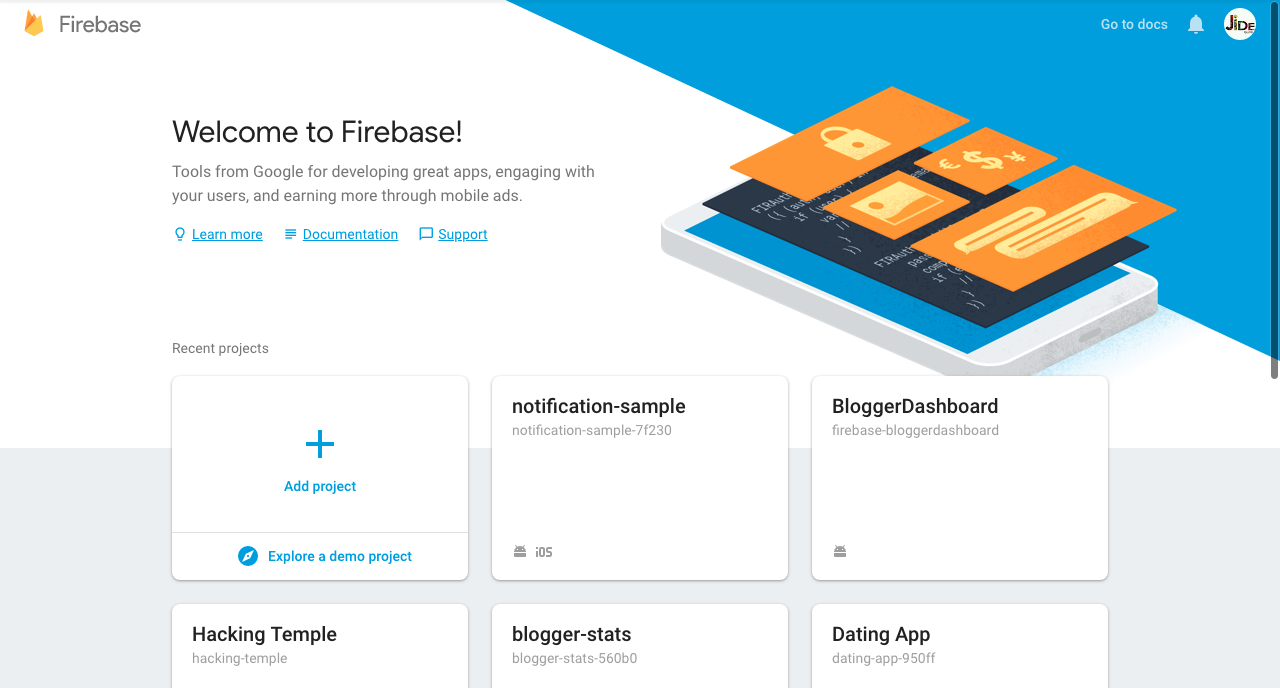 Firebase
Go to docs
JiDE
Welcome to Firebase!
Tools from Google for developing great apps, engaging with
your users, and earning more through mobile ads.
Learn more Documentation Support
Recent projects
Add project
Explore a demo project
notification-sample
notification-sample-7f230
iOS
BloggerDashboard
firebase-bloggerdashboard
Hacking Temple
hacking-temple
blogger-stats
blogger-stats-560b0
Dating App
dating-app-950ff